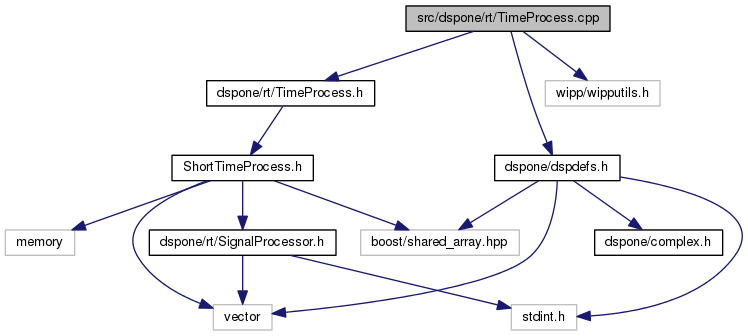 src/dspone/rt/TimeProcess.cpp
dspone/rt/TimeProcess.h
wipp/wipputils.h
ShortTimeProcess.h
dspone/dspdefs.h
memory
dspone/rt/SignalProcessor.h
boost/shared_array.hpp
dspone/complex.h
vector
stdint.h